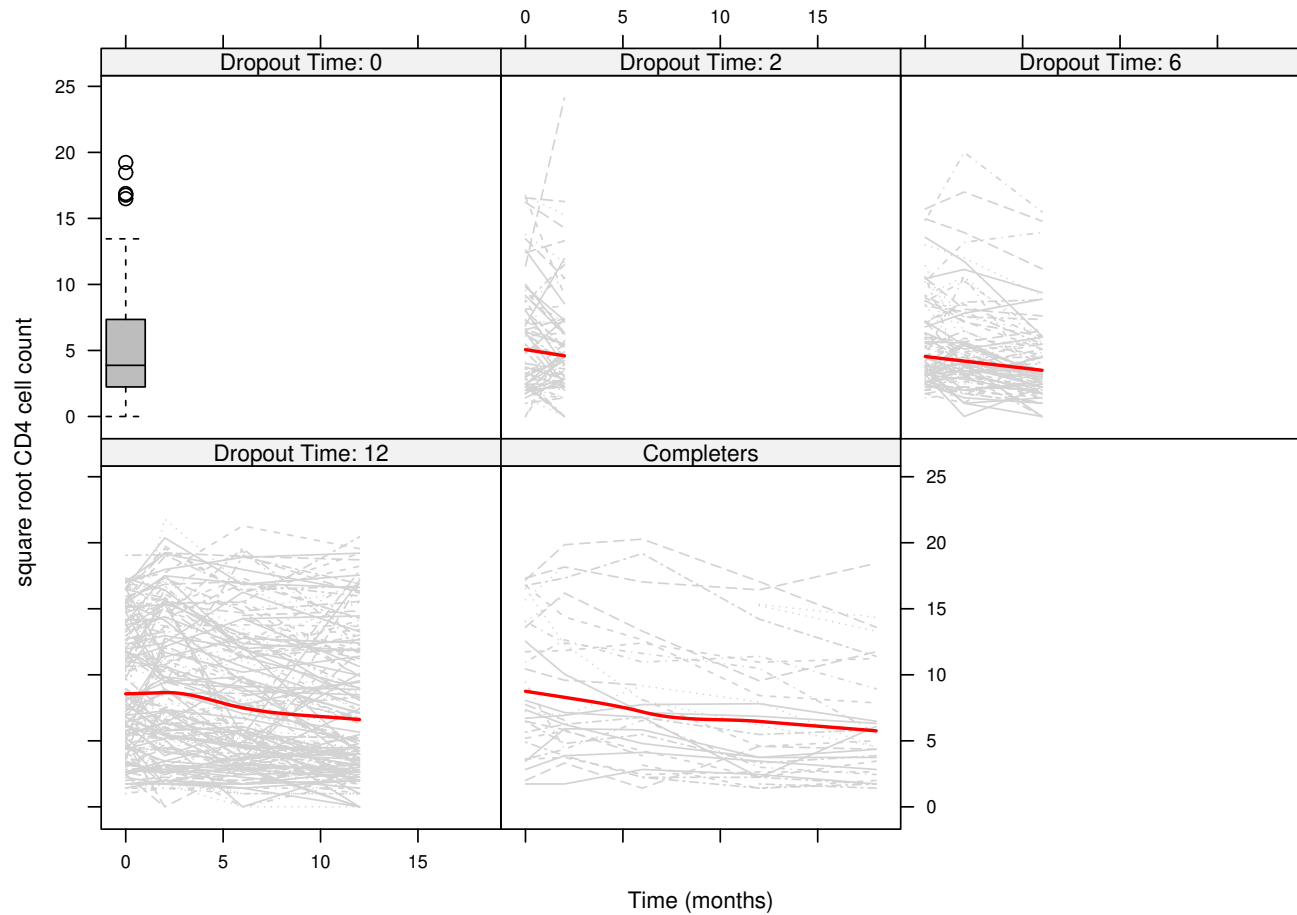 0 5 10 15
Dropout Time: 0 Dropout Time: 2 Dropout Time: 6
25
20
15
10
5
0
square root CD4 cell count
Dropout Time: 12 Completers
25
20
15
10
5
0
0 5 10 15
Time (months)